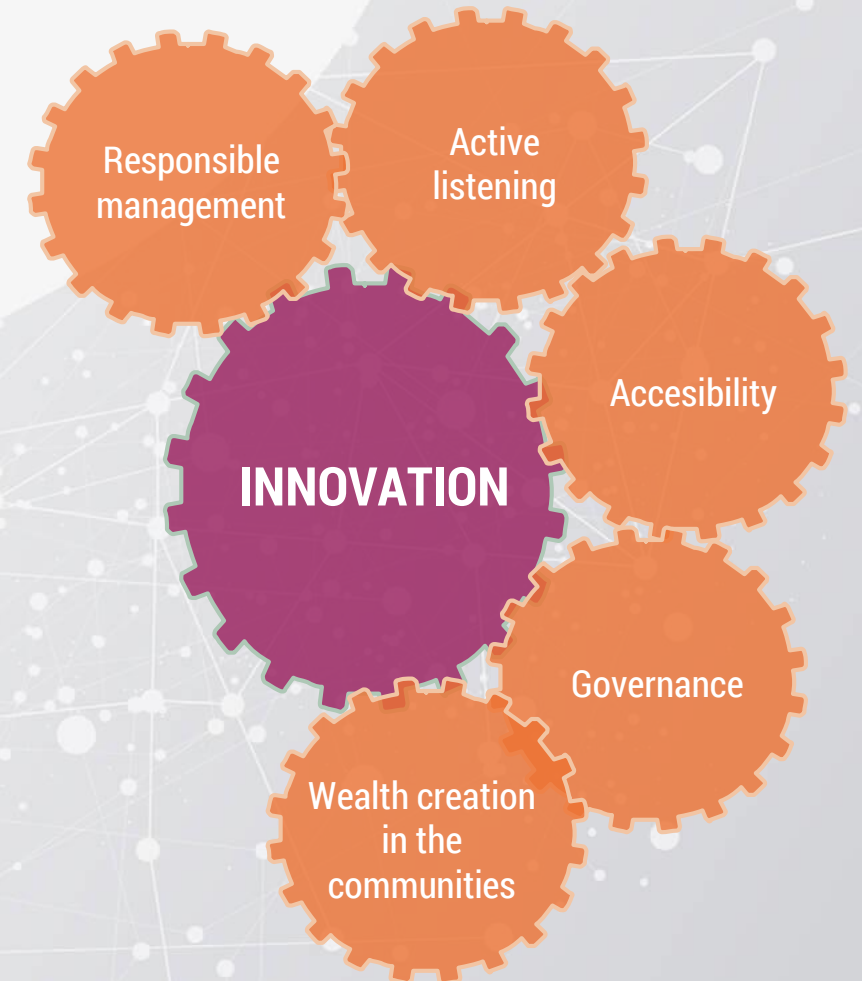 Responsible
management
Active
listening
Accesibility
INNOVATION
Governance
Wealth creation
in the
communities